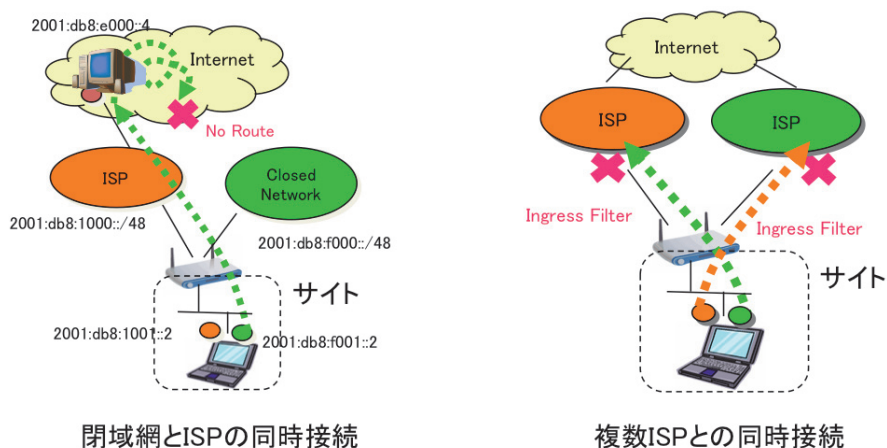 2001:db8:e000::4
Internet
No Route
ISP
Closed
Network
2001:db8:1000::/48
2001:db8:f000::/48
サイト
2001:db8:1001::2
2001:db8:f001::2
閉域網とISPの同時接続
Internet
ISP
ISP
Ingress Filter
Ingress Filter
サイト
複数ISPとの同時接続